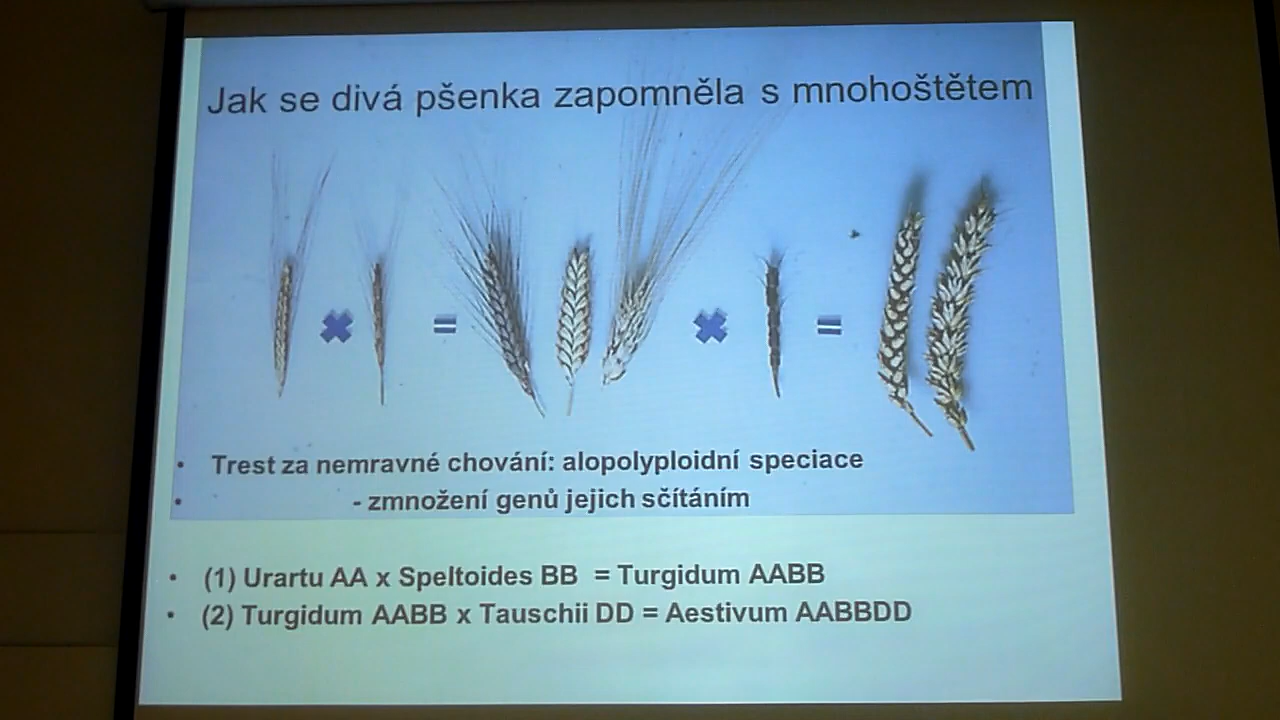 Jak se divá pšenka zapomněla s mnohoštětem
• Trest za nemravné chování: alopolyploidní speciace
• - zmnožení genů jejich sčítáním
• (1) Urartu AA x Speltoides BB = Turgidum AABB
• (2) Turgidum AABB x Tauschii DD = Aestivum AABBDD